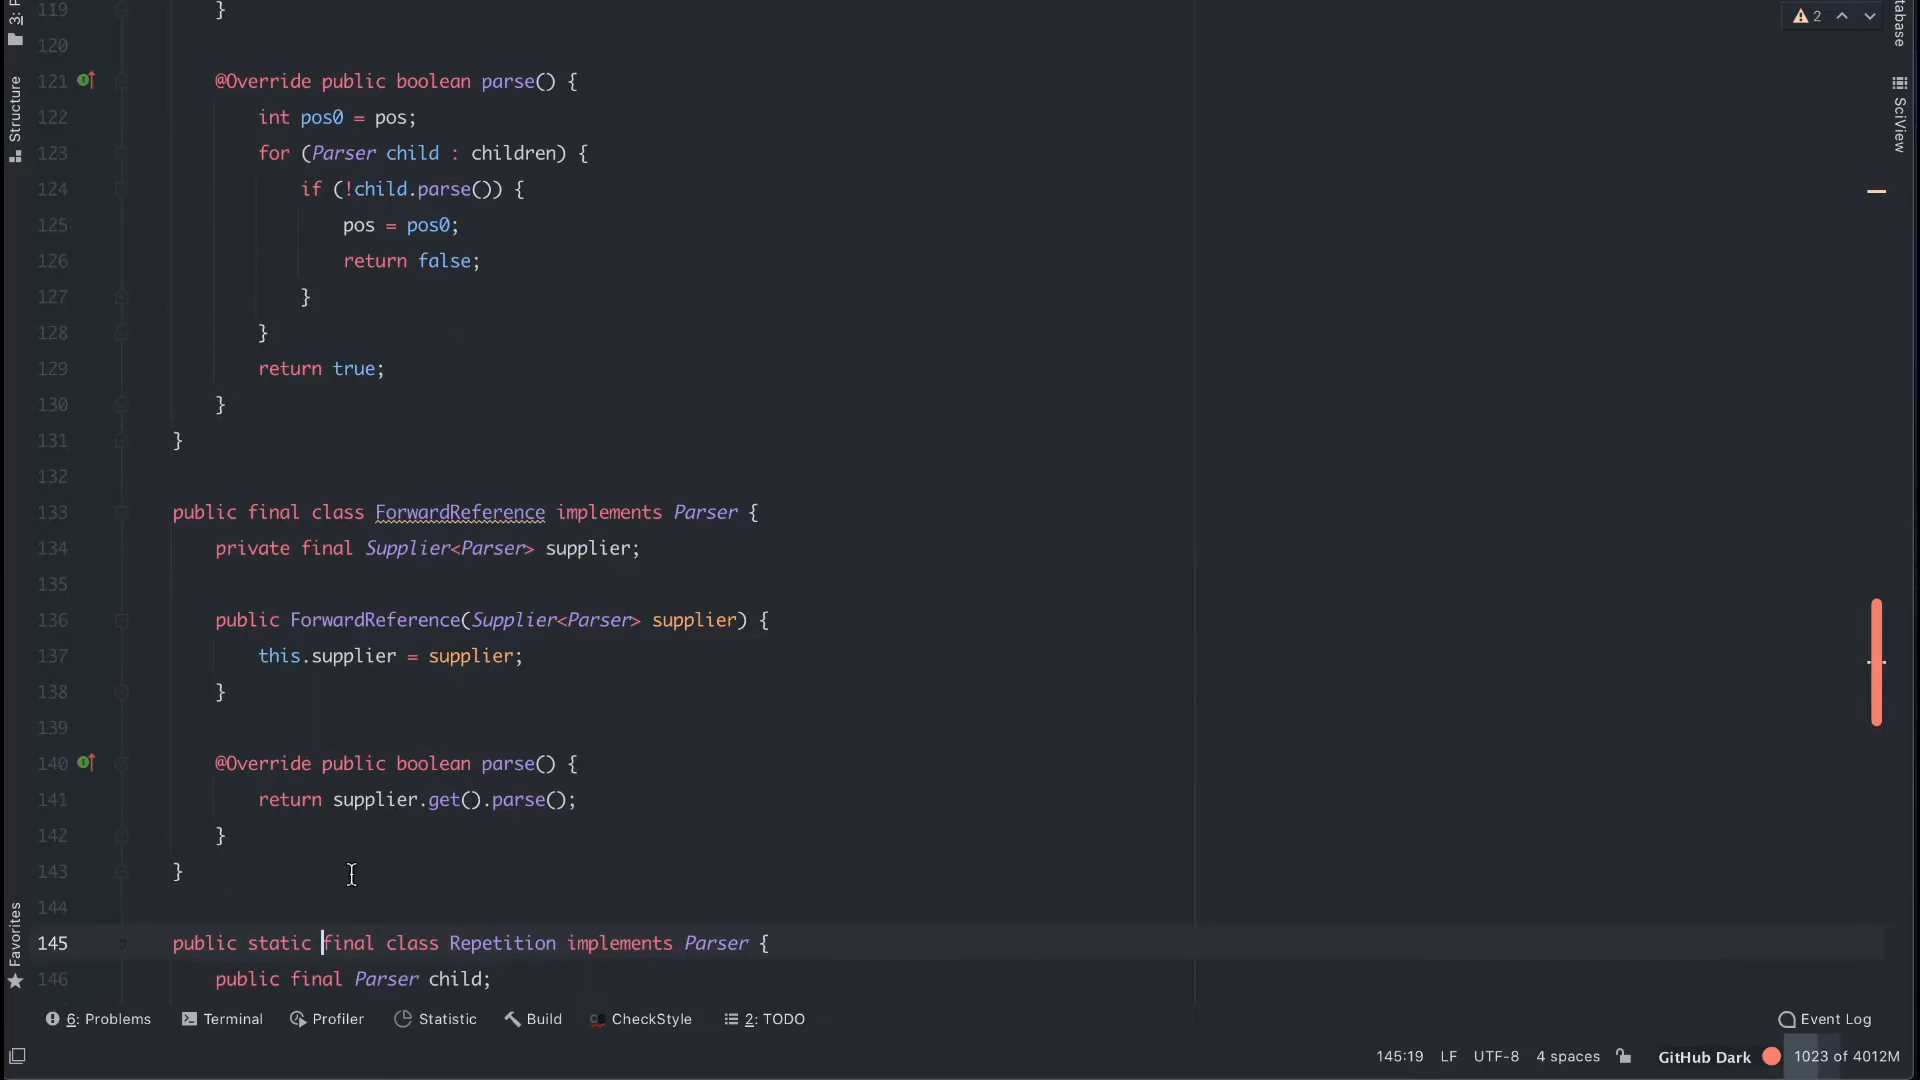 119 }
120
121 @Override public boolean parse() {
122 int pos0 = pos;
123 for (Parser child : children) {
124 if (!child.parse()) {
125 pos = pos0;
126 return false;
127 }
128 }
129 return true;
130 }
131 }
132
133 public final class ForwardReference implements Parser {
134 private final Supplier<Parser> supplier;
135
136 public ForwardReference(Supplier<Parser> supplier) {
137 this.supplier = supplier;
138 }
139
140 @Override public boolean parse() {
141 return supplier.get().parse();
142 }
143 }
144
145 public static final class Repetition implements Parser {
146 public final Parser child;
2
Structure
Favorites
SciView
6: Problems Terminal Profiler Statistic Build CheckStyle 2: TODO Event Log
145:19 LF UTF-8 4 spaces GitHub Dark 1023 of 4012M